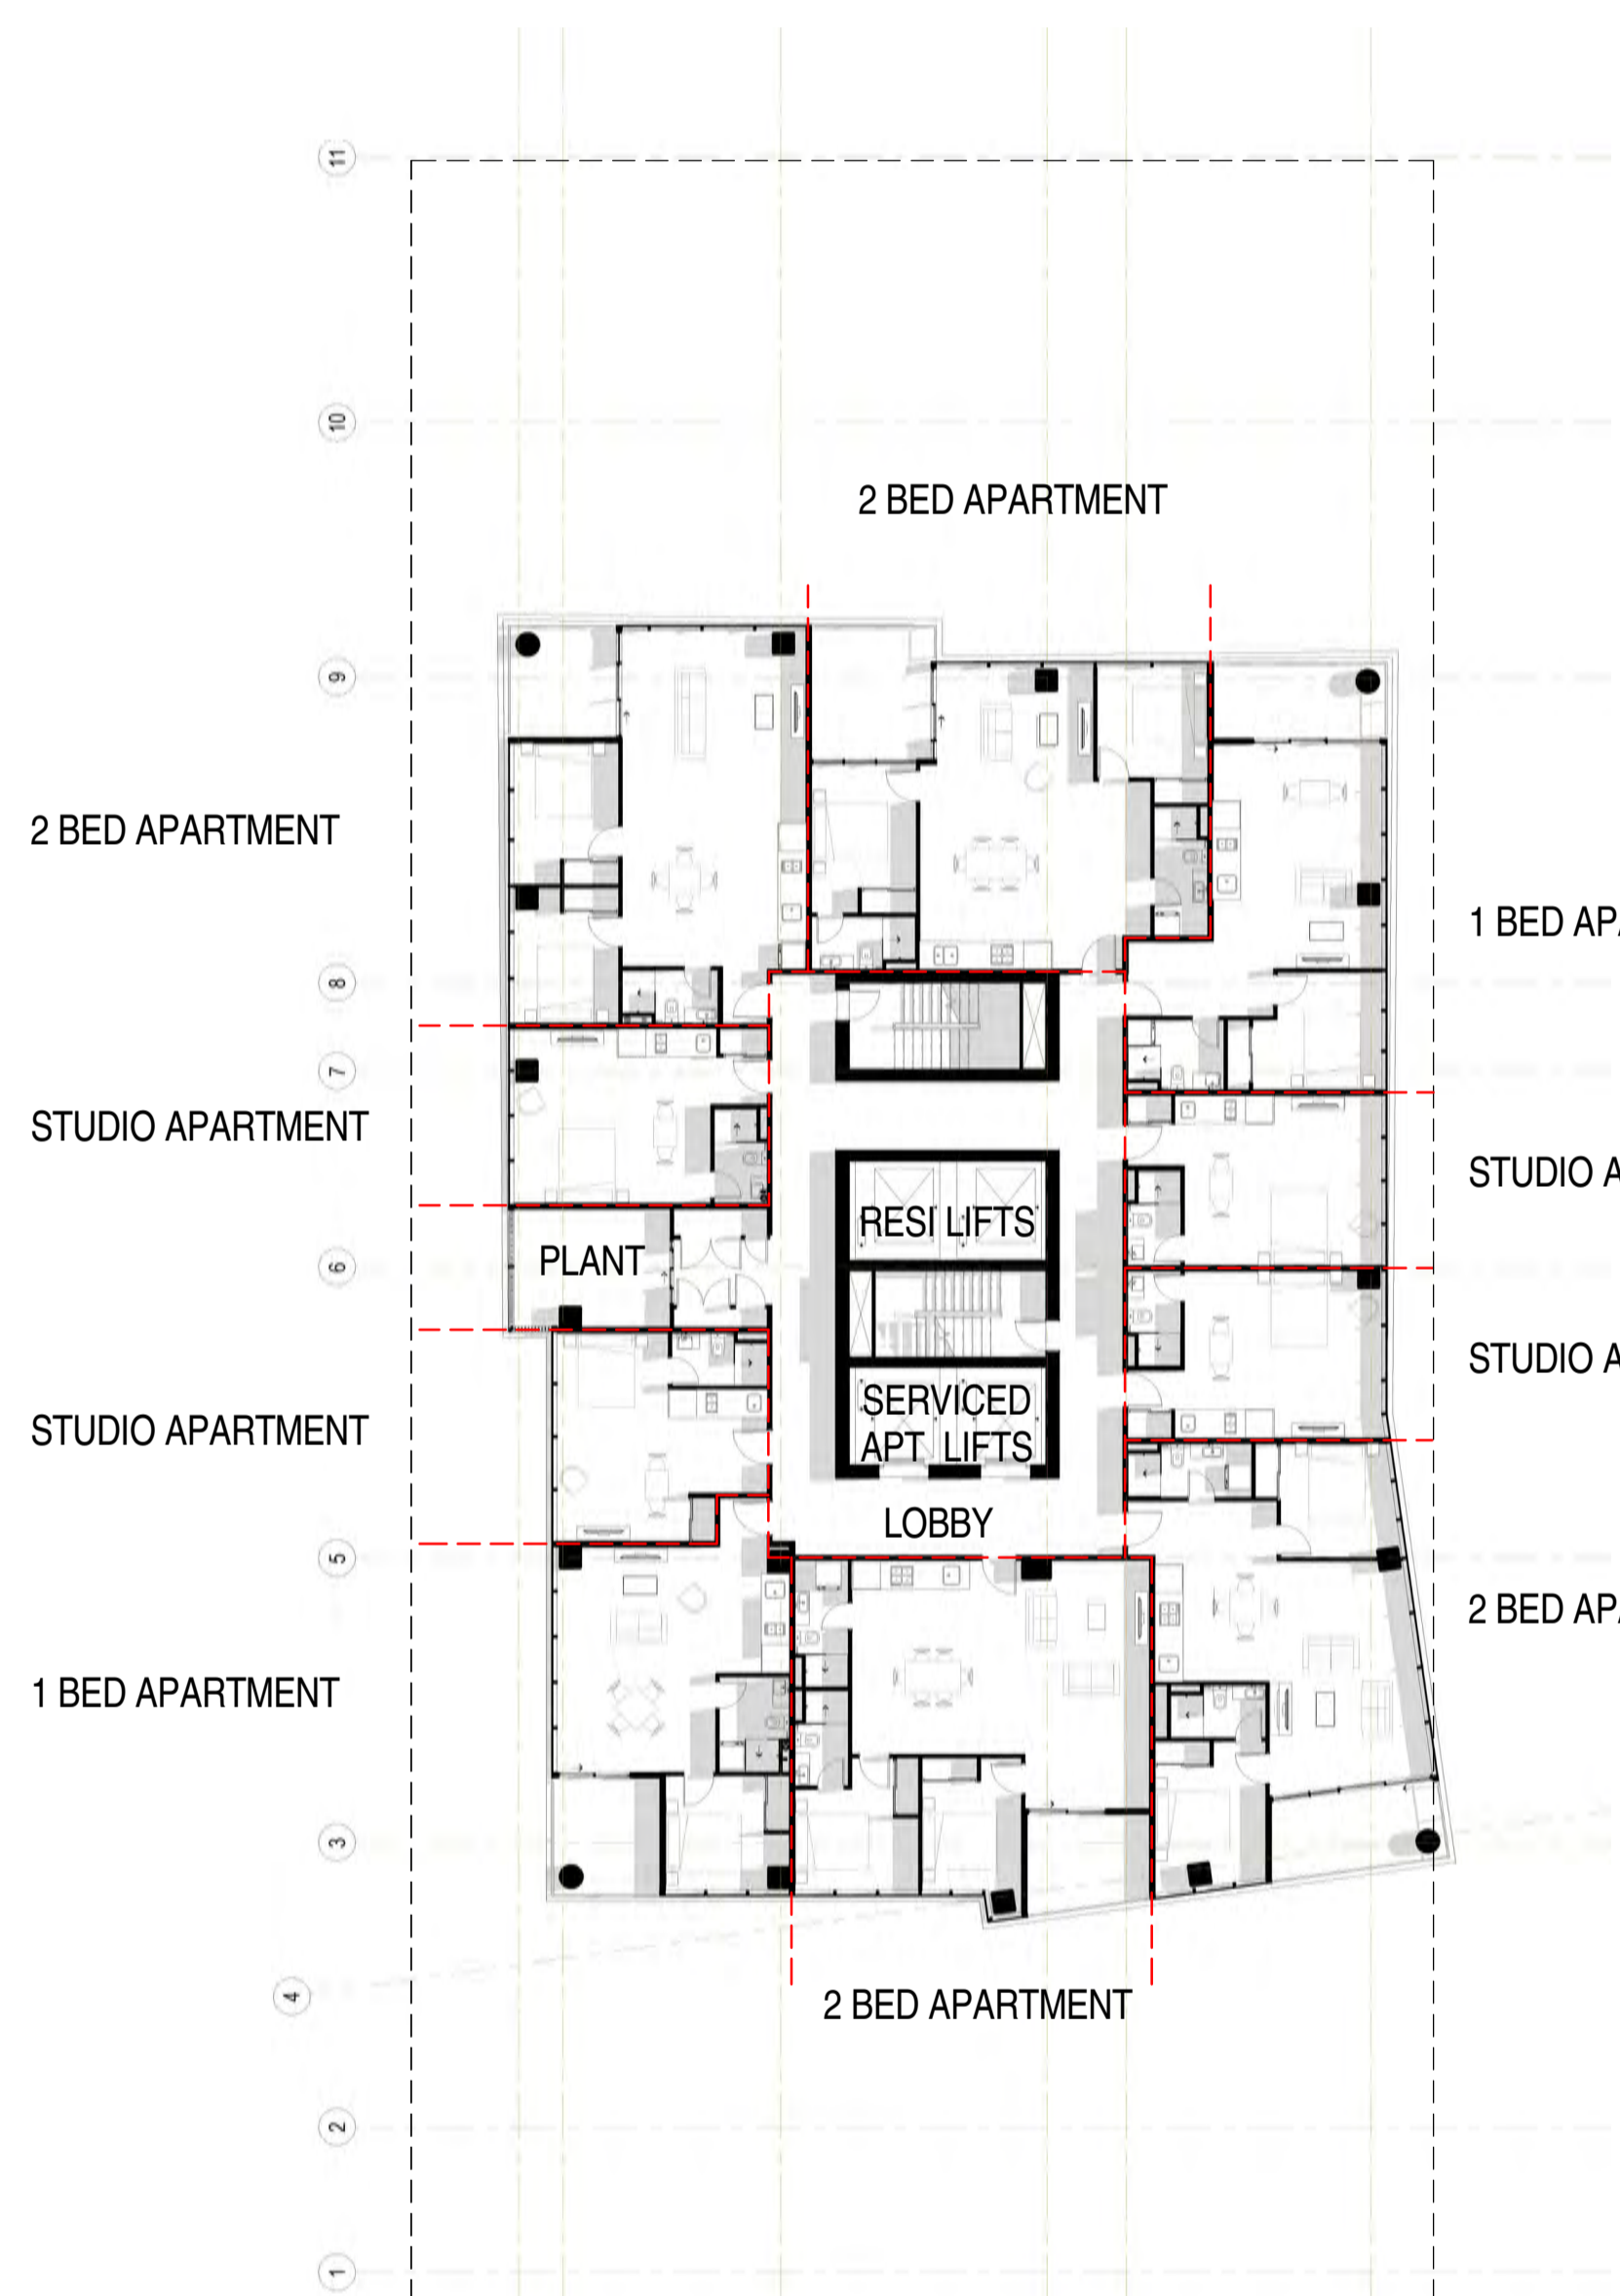 11
10
2 BED APARTMENT
9
2 BED APARTMENT
1 BED AP
8
7
STUDIO APARTMENT
STUDIO A
RESI LIFTS
PLANT
6
STUDIO A
SERVICED
APT. LIFTS
STUDIO APARTMENT
LOBBY
5
2 BED AP
1 BED APARTMENT
3
4
2 BED APARTMENT
2
1